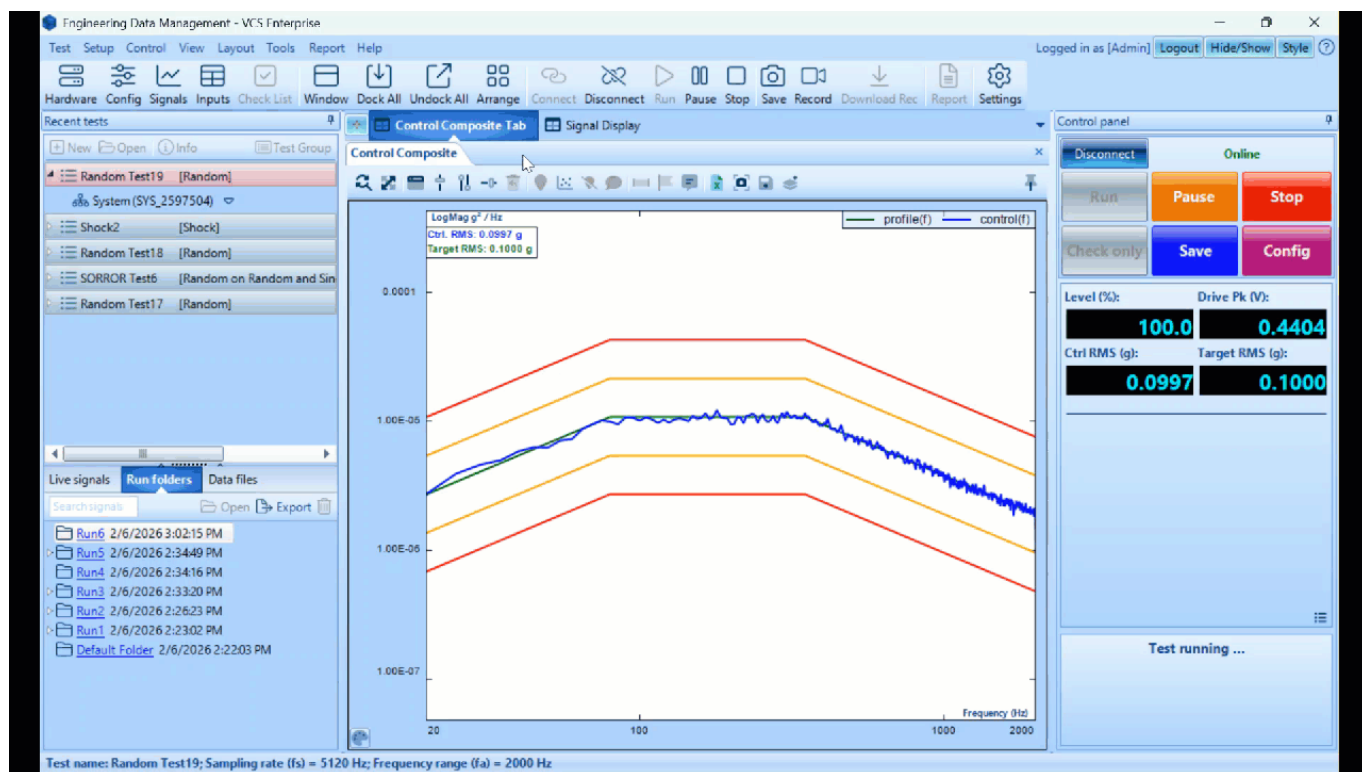 Engineering Data Management - VCS Enterprise
Test Setup Control View Layout Tools Report Help
Logged in as [Admin] Logout Hide/Show Style ?
Hardware Config Signals Inputs Check List Window Dock All Undock All Arrange Connect Disconnect Run Pause Stop Save Record Download Rec Report Settings
Recent tests
New Open Info Test Group
Random Test19 [Random]
System (SYS_2597504)
Shock2 [Shock]
Random Test18 [Random]
SORROR Test6 [Random on Random and Sin
Random Test17 [Random]
Live signals Run folders Data files
Search signals Open Export
Run6 2/6/2026 3:02:15 PM
Run5 2/6/2026 2:34:49 PM
Run4 2/6/2026 2:34:16 PM
Run3 2/6/2026 2:33:20 PM
Run2 2/6/2026 2:26:23 PM
Run1 2/6/2026 2:23:02 PM
Default Folder 2/6/2026 2:22:03 PM
Control Composite Tab Signal Display
Control Composite
LogMag g² / Hz
Ctrl. RMS: 0.0997 g
Target RMS: 0.1000 g
profile(f) control(f)
0.0001
1.00E-05
1.00E-06
1.00E-07
Frequency (Hz)
20 100 1000 2000
Control panel
Disconnect Online
Run Pause Stop
Check only Save Config
Level (%): Drive Pk (V):
100.0 0.4404
Ctrl RMS (g): Target RMS (g):
0.0997 0.1000
Test running ...
Test name: Random Test19; Sampling rate (fs) = 5120 Hz; Frequency range (fa) = 2000 Hz